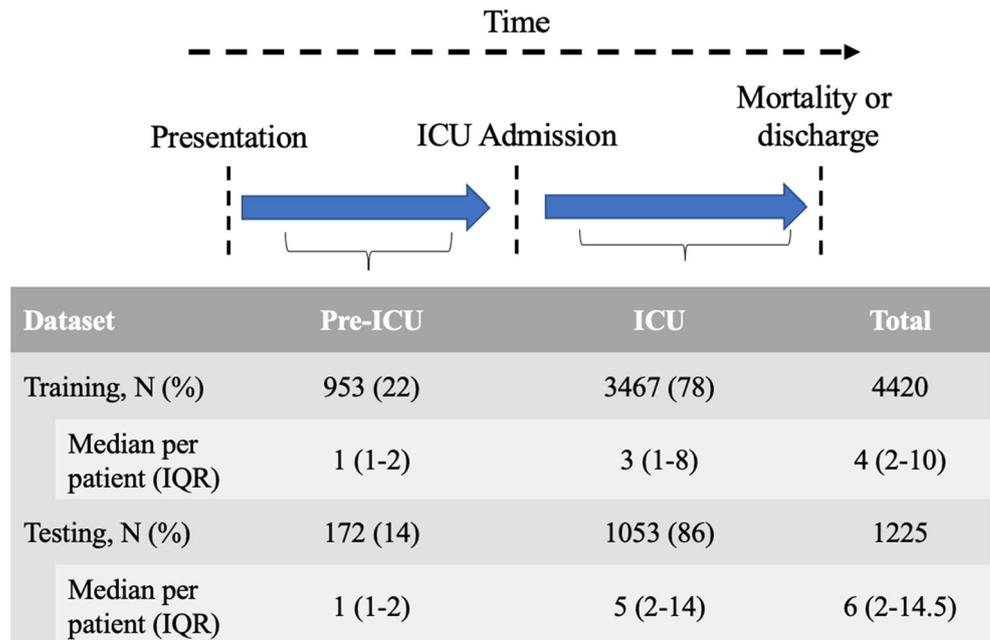 Time
Presentation
ICU Admission
Mortality or
discharge
Dataset Pre-ICU ICU Total
Training, N (%) 953 (22) 3467 (78) 4420
Median per
patient (IQR) 1 (1-2) 3 (1-8) 4 (2-10)
Testing, N (%) 172 (14) 1053 (86) 1225
Median per
patient (IQR) 1 (1-2) 5 (2-14) 6 (2-14.5)